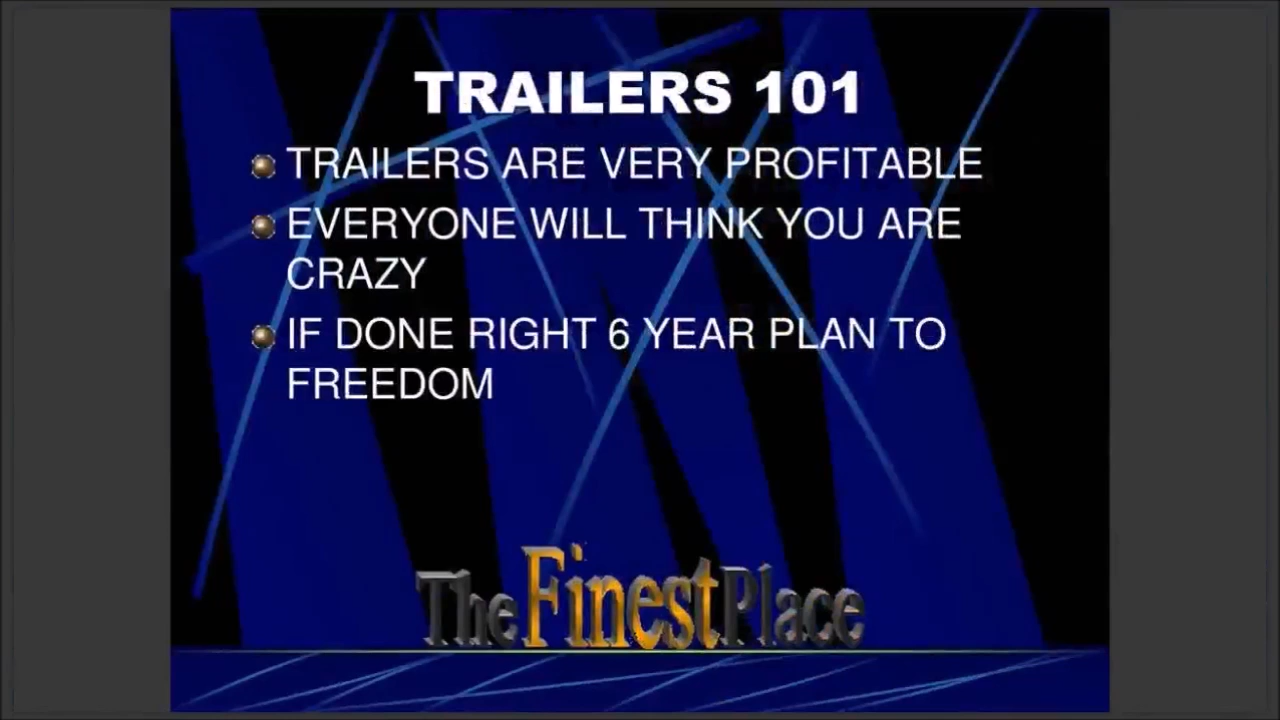 TRAILERS 101
TRAILERS ARE VERY PROFITABLE
EVERYONE WILL THINK YOU ARE
CRAZY
IF DONE RIGHT 6 YEAR PLAN TO
FREEDOM
The Finest Place